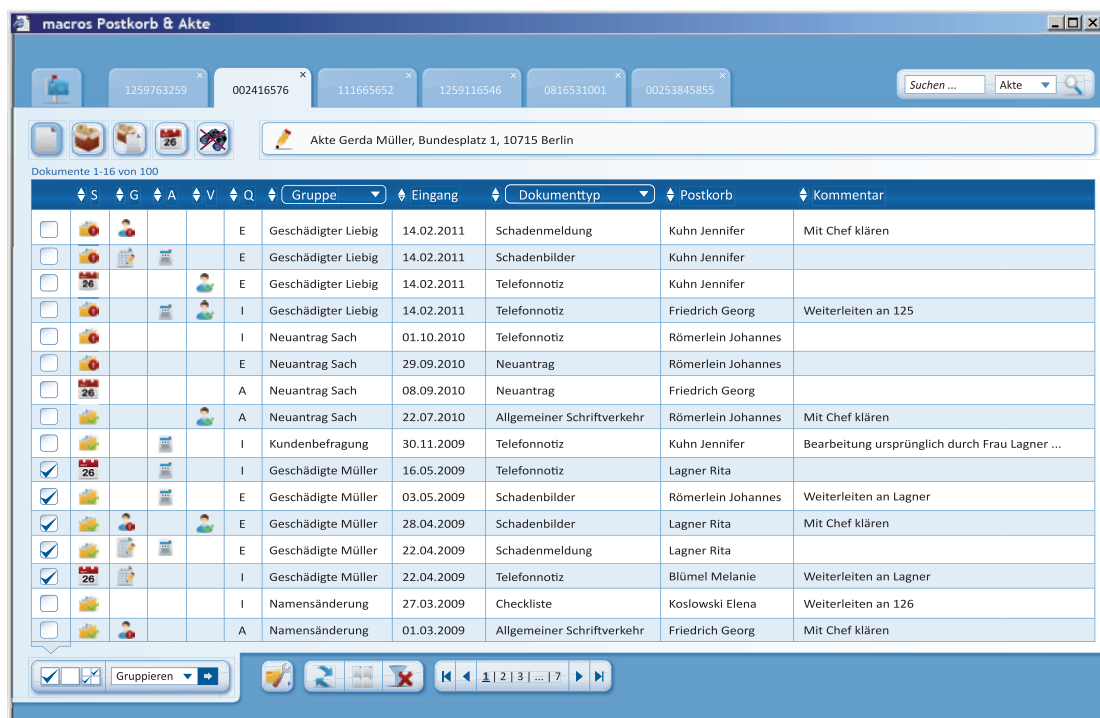 macros Postkorb & Akte
1259763259 002416576 111665652 1259116546 0816531001 00253845855 Suchen ... Akte
26 Akte Gerda Müller, Bundesplatz 1, 10715 Berlin
Dokumente 1-16 von 100
S G A V Q Gruppe Eingang Dokumenttyp Postkorb Kommentar
E Geschädigter Liebig 14.02.2011 Schadenmeldung Kuhn Jennifer Mit Chef klären
E Geschädigter Liebig 14.02.2011 Schadenbilder Kuhn Jennifer
26 E Geschädigter Liebig 14.02.2011 Telefonnotiz Kuhn Jennifer
I Geschädigter Liebig 14.02.2011 Telefonnotiz Friedrich Georg Weiterleiten an 125
I Neuantrag Sach 01.10.2010 Telefonnotiz Römerlein Johannes
E Neuantrag Sach 29.09.2010 Neuantrag Römerlein Johannes
26 A Neuantrag Sach 08.09.2010 Neuantrag Friedrich Georg
A Neuantrag Sach 22.07.2010 Allgemeiner Schriftverkehr Römerlein Johannes Mit Chef klären
I Kundenbefragung 30.11.2009 Telefonnotiz Kuhn Jennifer Bearbeitung ursprünglich durch Frau Lagner ...
26 I Geschädigte Müller 16.05.2009 Telefonnotiz Lagner Rita
E Geschädigte Müller 03.05.2009 Schadenbilder Römerlein Johannes Weiterleiten an Lagner
E Geschädigte Müller 28.04.2009 Schadenbilder Lagner Rita Mit Chef klären
E Geschädigte Müller 22.04.2009 Schadenmeldung Lagner Rita
26 I Geschädigte Müller 22.04.2009 Telefonnotiz Blümel Melanie Weiterleiten an Lagner
I Namensänderung 27.03.2009 Checkliste Koslowski Elena Weiterleiten an 126
A Namensänderung 01.03.2009 Allgemeiner Schriftverkehr Friedrich Georg Mit Chef klären
Gruppieren 1 | 2 | 3 | ... | 7